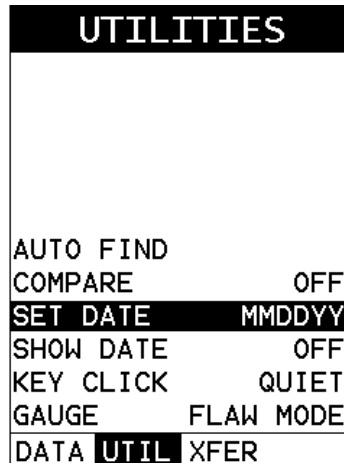 UTILITIES
AUTO FIND
COMPARE OFF
SET DATE MMDDYY
SHOW DATE OFF
KEY CLICK QUIET
GAUGE FLAW MODE
DATA UTIL XFER